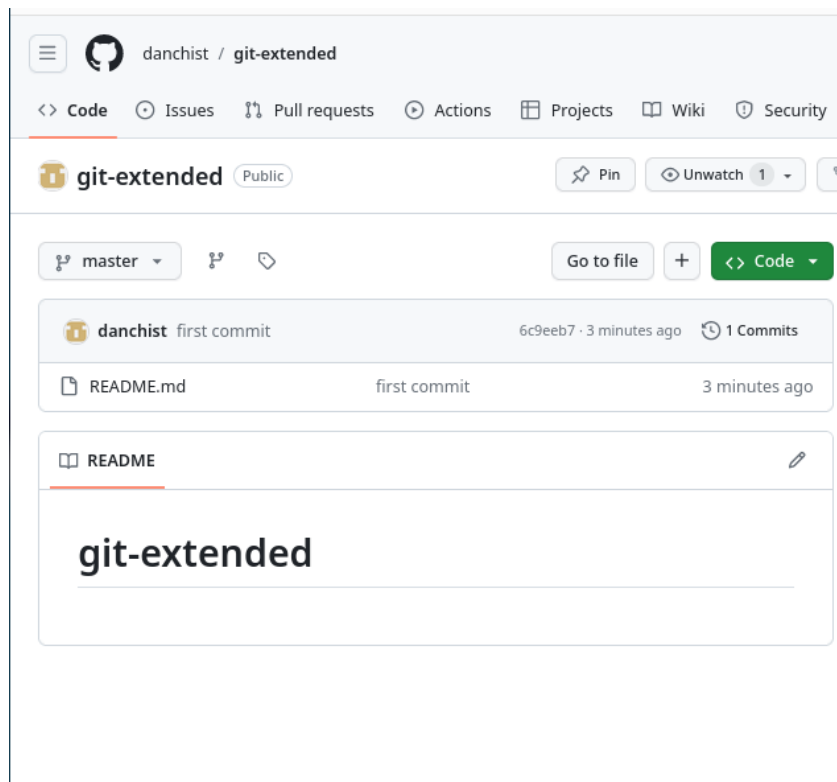 danchist / git-extended
Code Issues Pull requests Actions Projects Wiki Security
git-extended Public Pin Unwatch 1
master Go to file + Code
danchist first commit 6c9eeb7 · 3 minutes ago 1 Commits
README.md first commit 3 minutes ago
README
git-extended